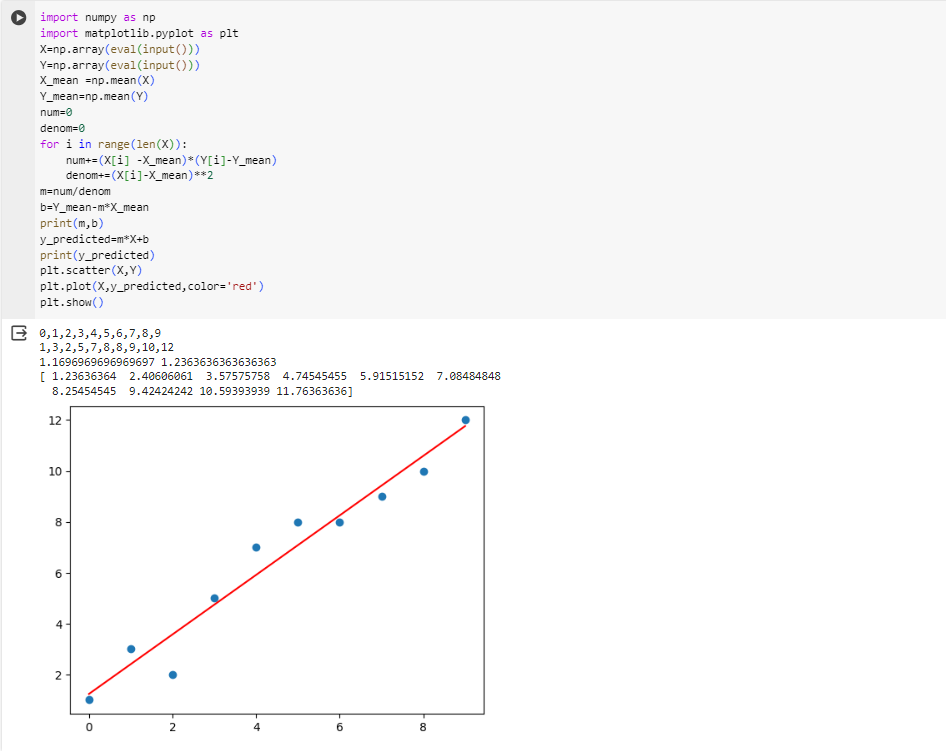 import numpy as np
import matplotlib.pyplot as plt
X=np.array(eval(input()))
Y=np.array(eval(input()))
X_mean =np.mean(X)
Y_mean=np.mean(Y)
num=0
denom=0
for i in range(len(X)):
    num+=(X[i] -X_mean)*(Y[i]-Y_mean)
    denom+=(X[i]-X_mean)**2
m=num/denom
b=Y_mean-m*X_mean
print(m,b)
y_predicted=m*X+b
print(y_predicted)
plt.scatter(X,Y)
plt.plot(X,y_predicted,color='red')
plt.show()
0,1,2,3,4,5,6,7,8,9
1,3,2,5,7,8,8,9,10,12
1.1696969696969697 1.2363636363636363
[ 1.23636364  2.40606061  3.57575758  4.74545455  5.91515152  7.08484848
  8.25454545  9.42424242 10.59393939 11.76363636]
12
10
8
6
4
2
0 2 4 6 8